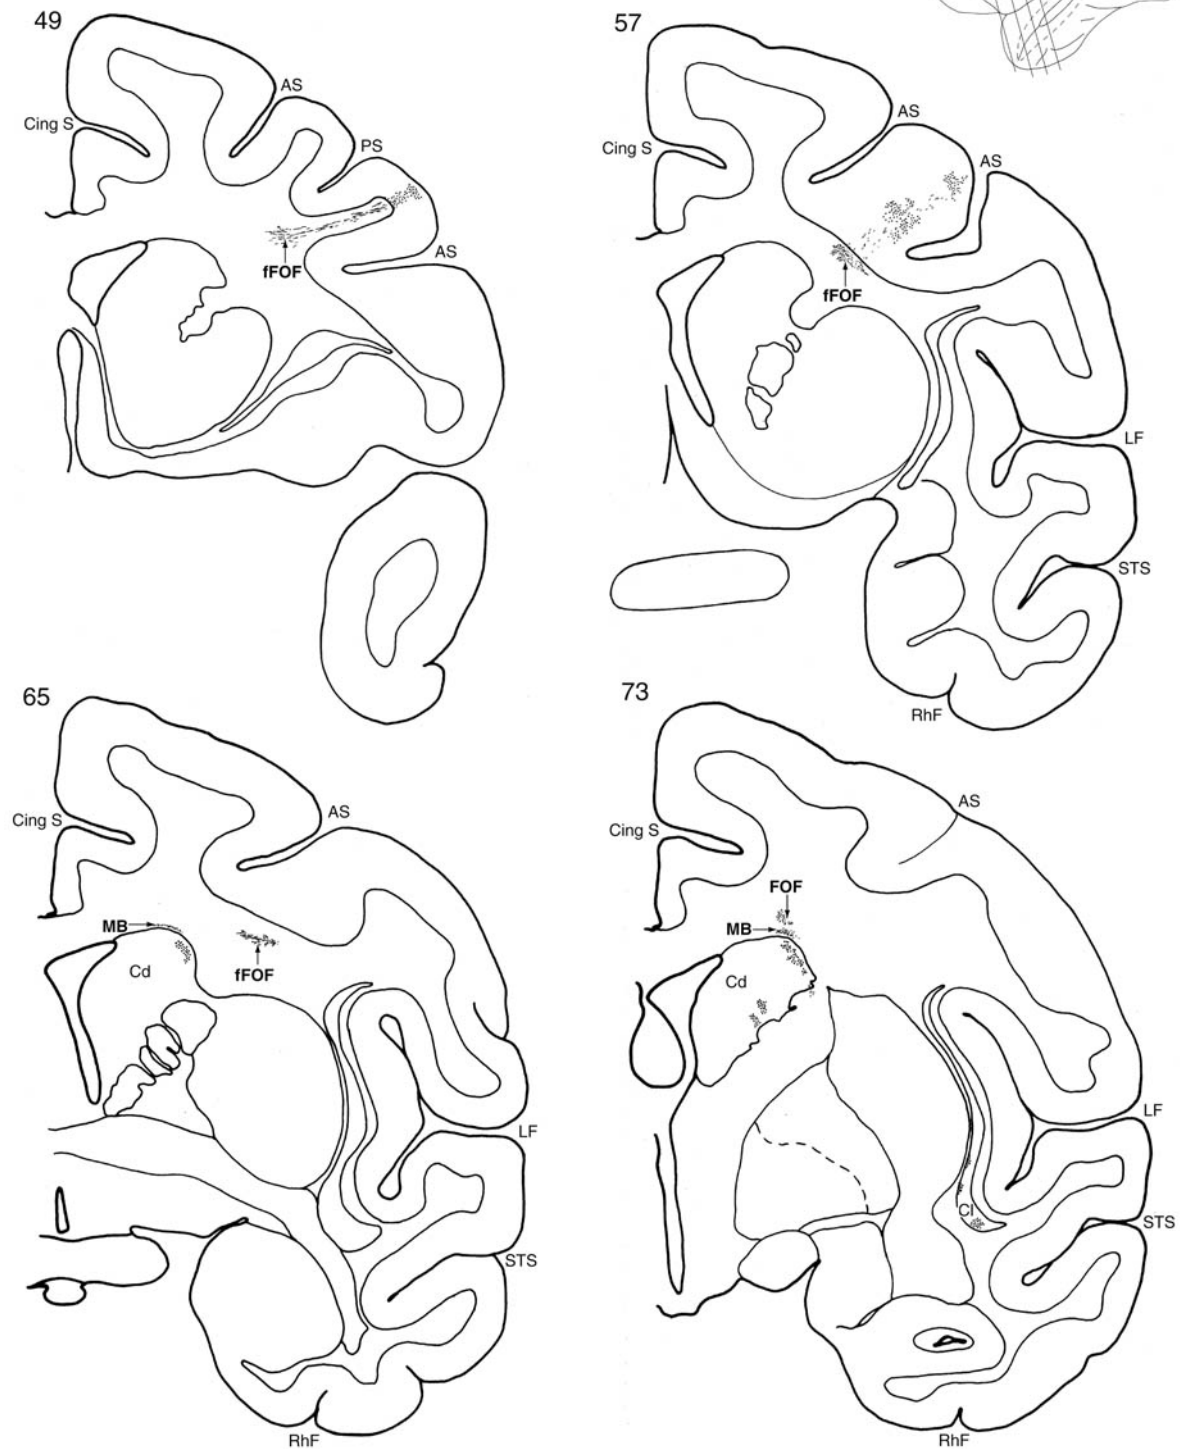 49
AS
Cing S
PS
fFOF
AS
57
AS
Cing S
AS
fFOF
LF
STS
RhF
65
AS
Cing S
MB
Cd
fFOF
LF
STS
RhF
73
AS
Cing S
FOF
MB
Cd
LF
Cl
STS
RhF